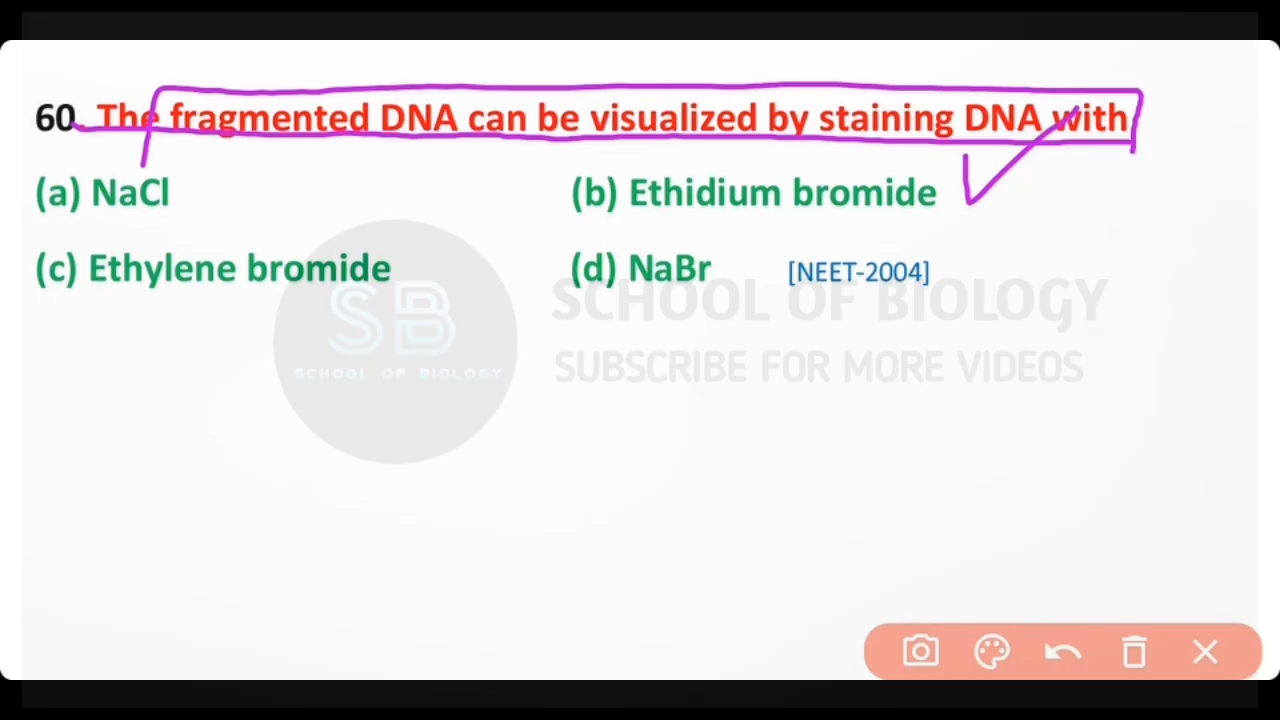 60. The fragmented DNA can be visualized by staining DNA with
(a) NaCl
(b) Ethidium bromide
(c) Ethylene bromide
(d) NaBr
[NEET-2004]
SB
SCHOOL OF BIOLOGY
SCHOOL OF BIOLOGY
SUBSCRIBE FOR MORE VIDEOS